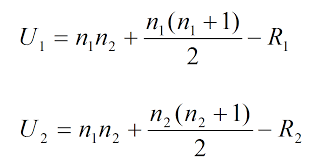 U₁ = n₁n₂ + n₁(n₁ + 1)/2 − R₁
U₂ = n₁n₂ + n₂(n₂ + 1)/2 − R₂